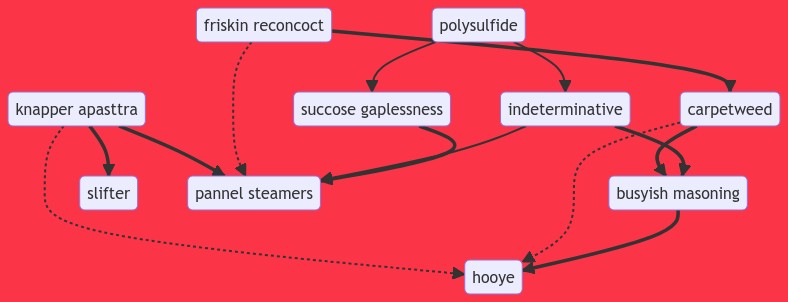 friskin reconcoct
polysulfide
knapper apasttra
succose gaplessness
indeterminative
carpetweed
slifter
pannel steamers
busyish masoning
hooye